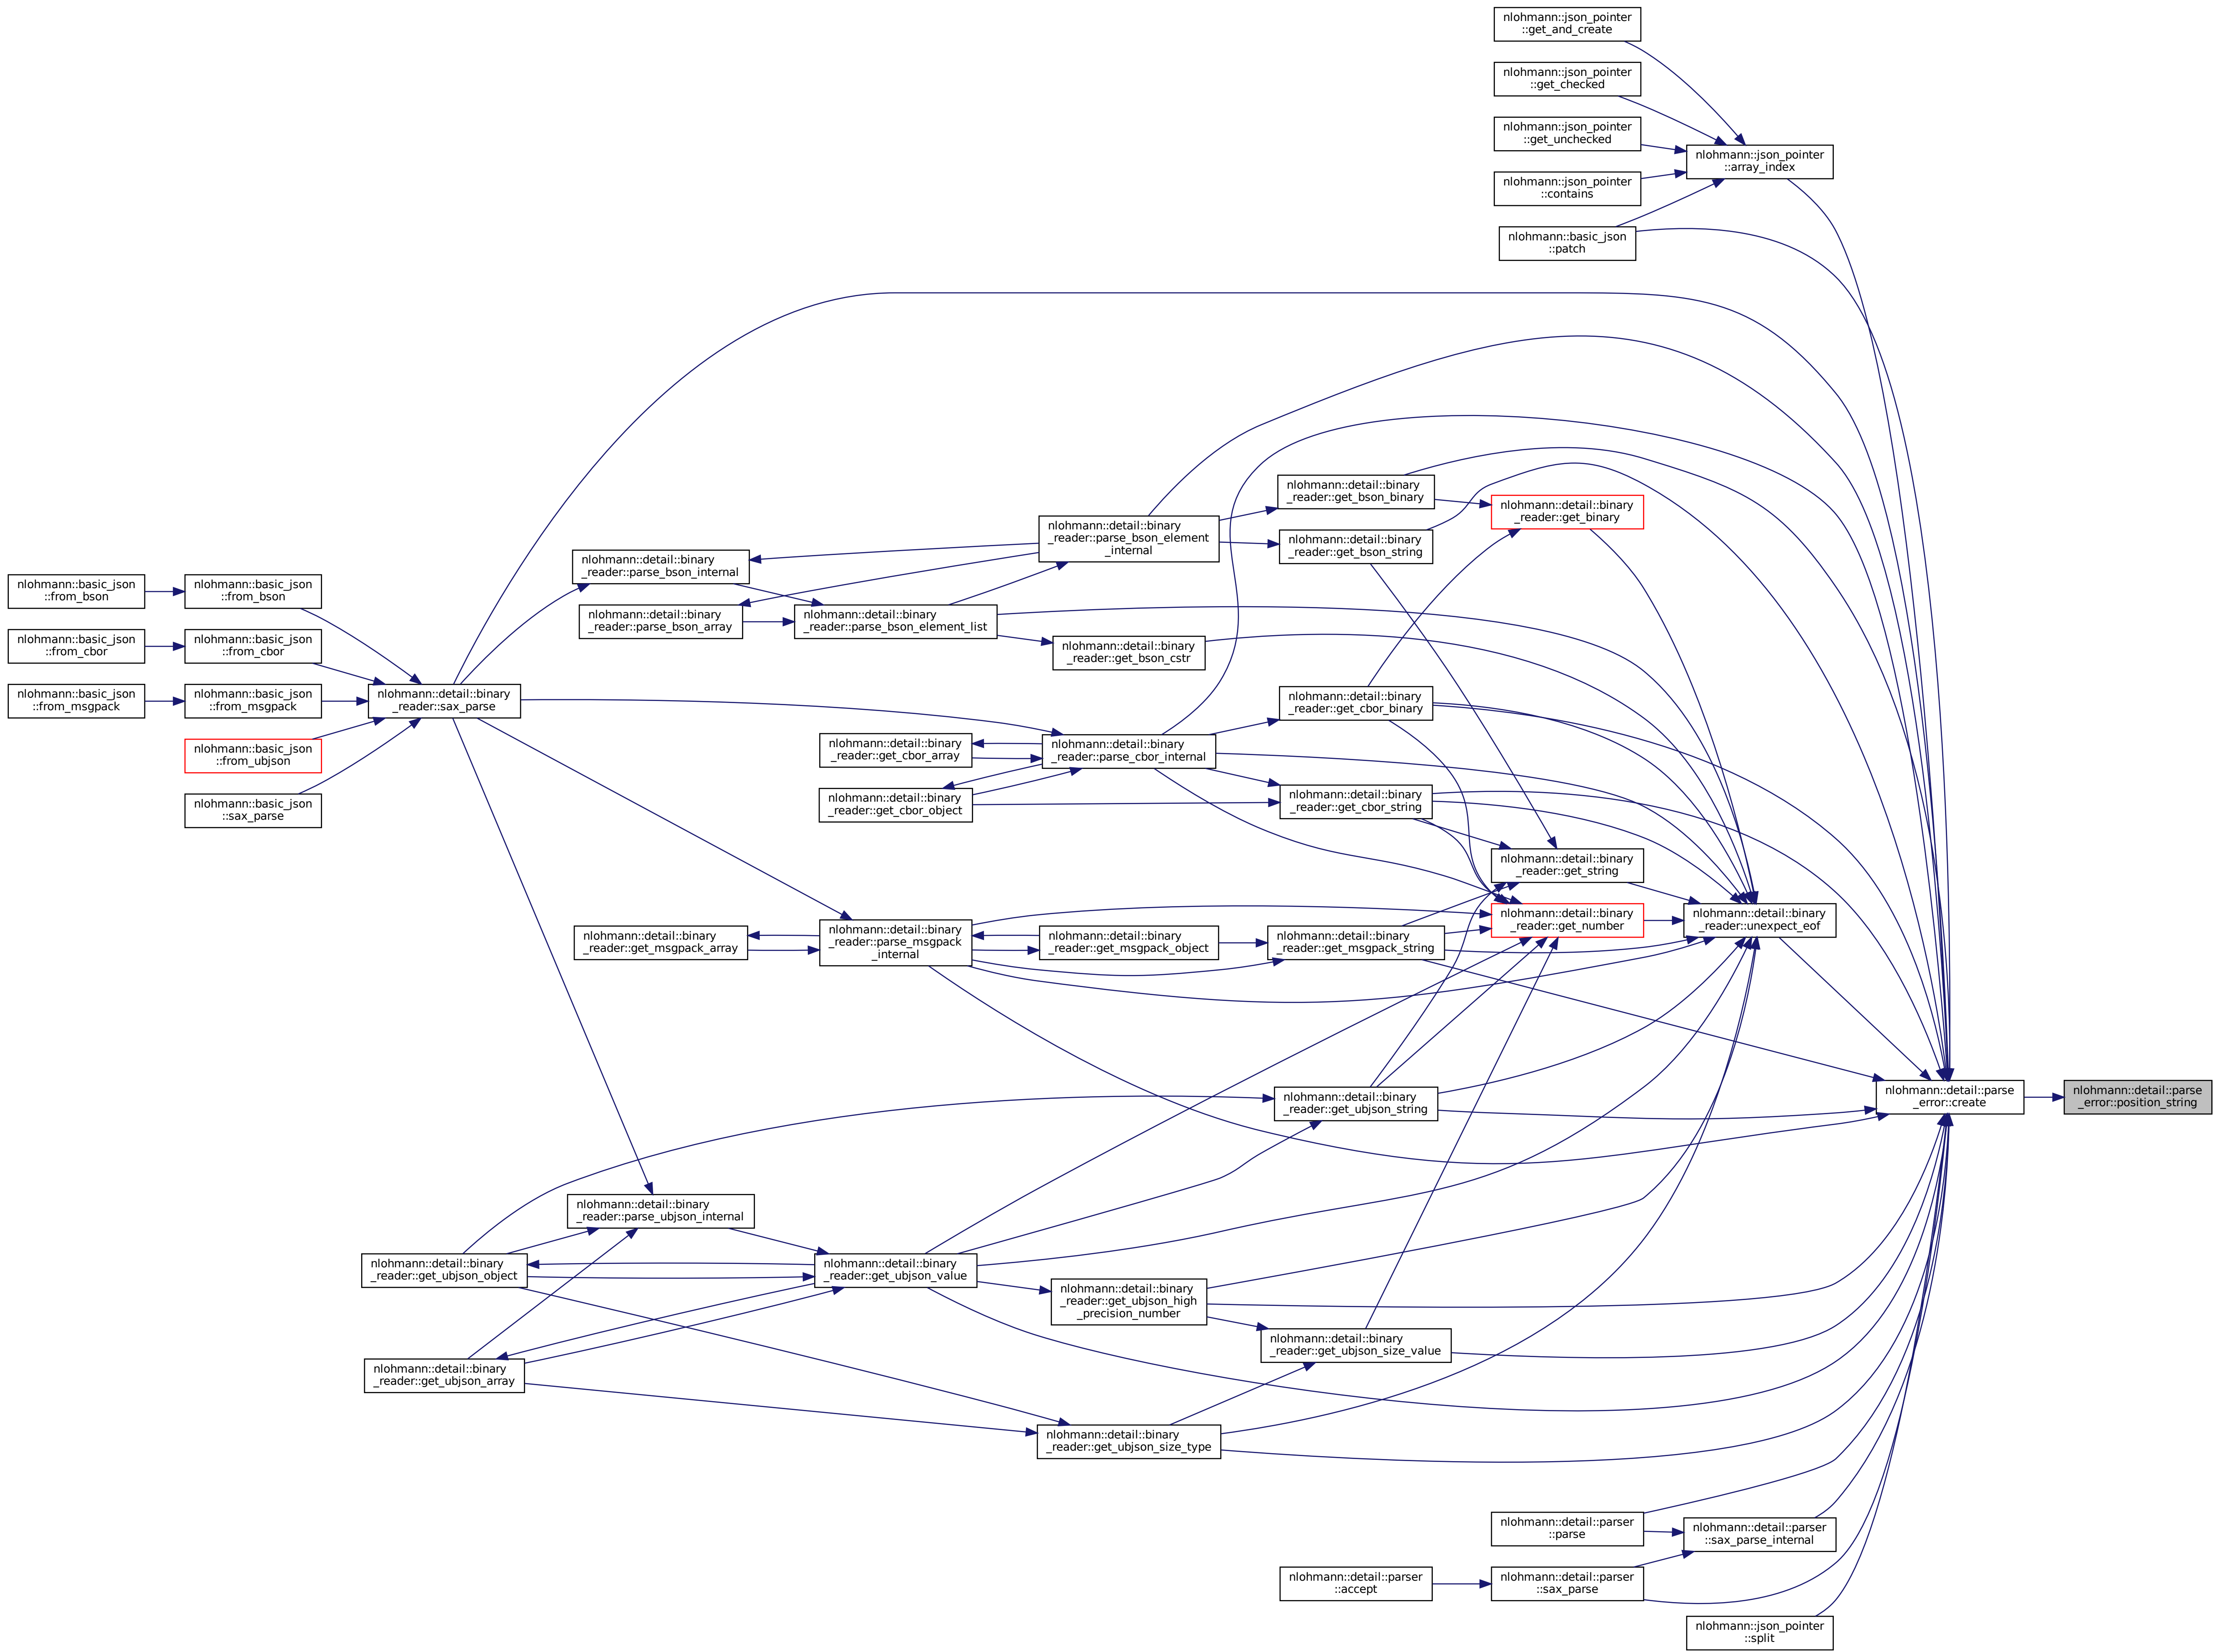 nlohmann::json_pointer
::get_and_create
nlohmann::json_pointer
::get_checked
nlohmann::json_pointer
::get_unchecked
nlohmann::json_pointer
::array_index
nlohmann::json_pointer
::contains
nlohmann::basic_json
::patch
nlohmann::detail::binary
_reader::get_bson_binary
nlohmann::detail::binary
_reader::get_binary
nlohmann::detail::binary
_reader::parse_bson_element
_internal
nlohmann::detail::binary
_reader::get_bson_string
nlohmann::detail::binary
_reader::parse_bson_internal
nlohmann::basic_json
::from_bson
nlohmann::basic_json
::from_bson
nlohmann::detail::binary
_reader::parse_bson_array
nlohmann::detail::binary
_reader::parse_bson_element_list
nlohmann::basic_json
::from_cbor
nlohmann::basic_json
::from_cbor
nlohmann::detail::binary
_reader::get_bson_cstr
nlohmann::basic_json
::from_msgpack
nlohmann::basic_json
::from_msgpack
nlohmann::detail::binary
_reader::sax_parse
nlohmann::detail::binary
_reader::get_cbor_binary
nlohmann::basic_json
::from_ubjson
nlohmann::detail::binary
_reader::get_cbor_array
nlohmann::detail::binary
_reader::parse_cbor_internal
nlohmann::basic_json
::sax_parse
nlohmann::detail::binary
_reader::get_cbor_object
nlohmann::detail::binary
_reader::get_cbor_string
nlohmann::detail::binary
_reader::get_string
nlohmann::detail::binary
_reader::get_number
nlohmann::detail::binary
_reader::unexpect_eof
nlohmann::detail::binary
_reader::get_msgpack_array
nlohmann::detail::binary
_reader::parse_msgpack
_internal
nlohmann::detail::binary
_reader::get_msgpack_object
nlohmann::detail::binary
_reader::get_msgpack_string
nlohmann::detail::binary
_reader::get_ubjson_string
nlohmann::detail::parse
_error::create
nlohmann::detail::parse
_error::position_string
nlohmann::detail::binary
_reader::parse_ubjson_internal
nlohmann::detail::binary
_reader::get_ubjson_object
nlohmann::detail::binary
_reader::get_ubjson_value
nlohmann::detail::binary
_reader::get_ubjson_high
_precision_number
nlohmann::detail::binary
_reader::get_ubjson_size_value
nlohmann::detail::binary
_reader::get_ubjson_array
nlohmann::detail::binary
_reader::get_ubjson_size_type
nlohmann::detail::parser
::parse
nlohmann::detail::parser
::sax_parse_internal
nlohmann::detail::parser
::accept
nlohmann::detail::parser
::sax_parse
nlohmann::json_pointer
::split